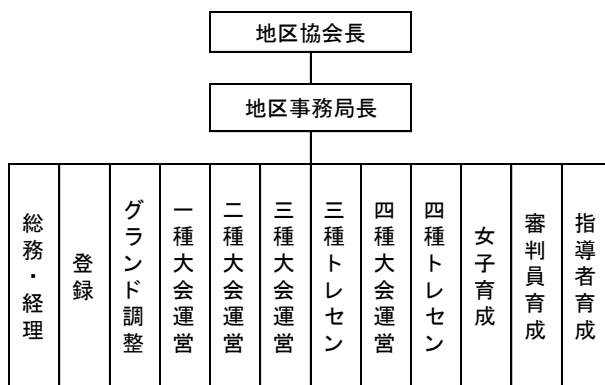 地区協会長
地区事務局長
総務・経理
登録
グランド調整
一種大会運営
二種大会運営
三種大会運営
三種トレセン
四種大会運営
四種トレセン
女子育成
審判員育成
指導者育成